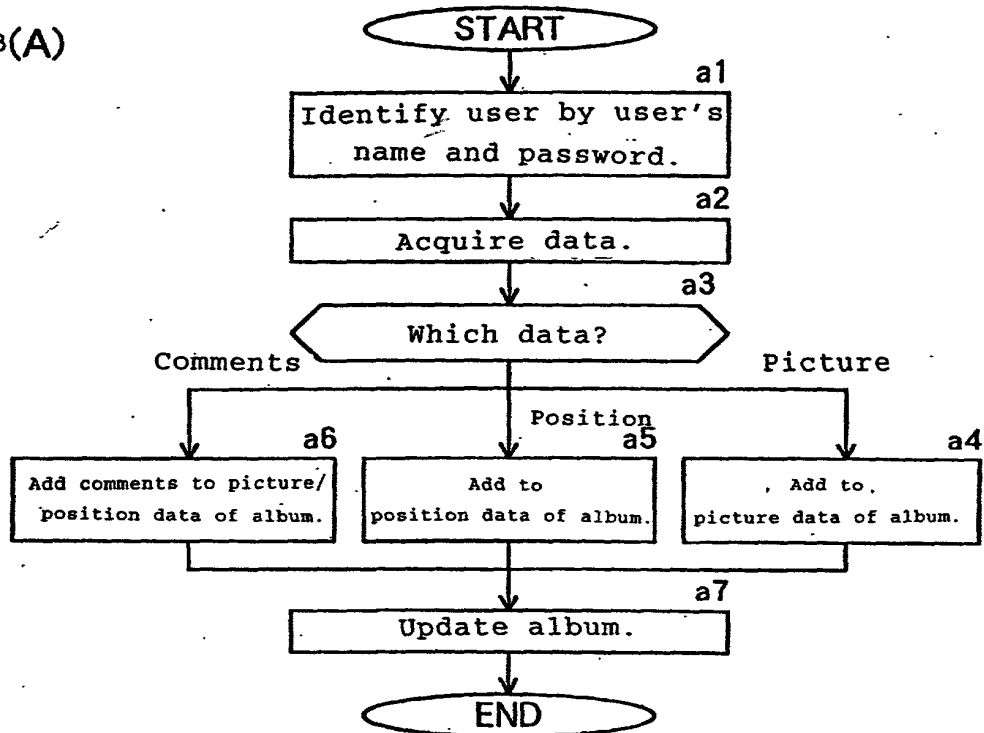 3(A)
START
a1
Identify user by user's
name and password.
a2
Acquire data.
a3
Which data?
Comments
Picture
Position
a6
a5
a4
Add comments to picture/
position data of album.
Add to
position data of album.
Add to
picture data of album.
a7
Update album.
END